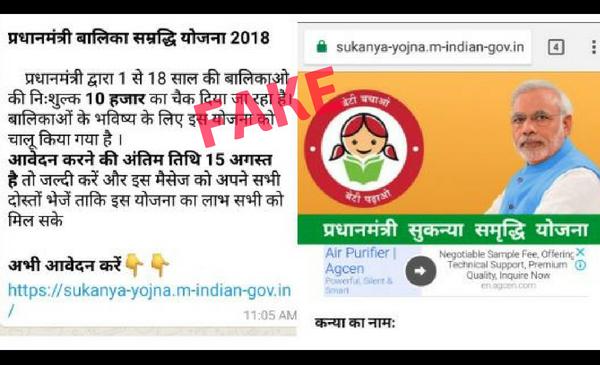 प्रधानमंत्री बालिका सम्रद्धि योजना 2018
प्रधानमंत्री द्वारा 1 से 18 साल की बालिकाओ
की निःशुल्क 10 हजार का चैक दिया जा रहा है।
बालिकाओं के भविष्य के लिए इस योजना को
चालू किया गया है ।
आवेदन करने की अंतिम तिथि 15 अगस्त
है तो जल्दी करें और इस मैसेज को अपने सभी
दोस्तों भेजें ताकि इस योजना का लाभ सभी को
मिल सके
अभी आवेदन करें👇👇
https://sukanya-yojna.m-indian-gov.in
/
11:05 AM
FAKE
sukanya-yojna.m-indian-gov.in
4
बेटी बचाओ
बेटी पढ़ाओ
प्रधानमंत्री सुकन्या समृद्धि योजना
Air Purifier |
Agcen
Powerful, Silent &
Smart
Negotiable Sample Fee, Offering
Technical Support, Premium
Quality, Inquire Now
en.agcen.com
कन्या का नाम: